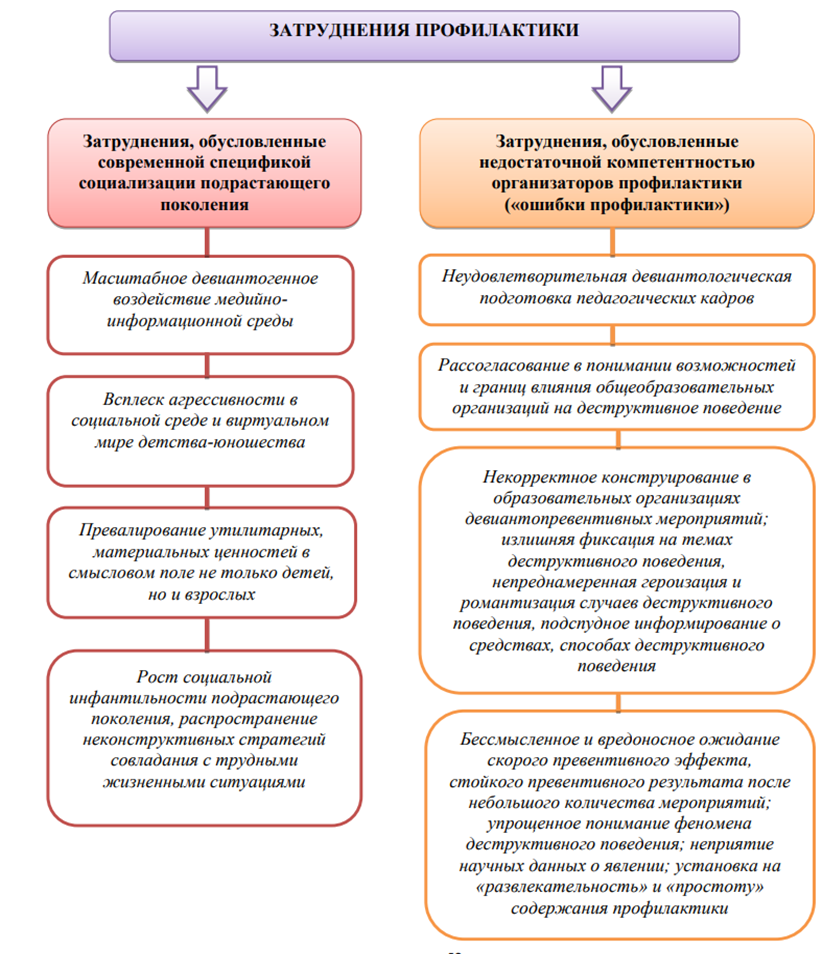 ЗАТРУДНЕНИЯ ПРОФИЛАКТИКИ
Затруднения, обусловленные
современной спецификой
социализации подрастающего
поколения
Масштабное девиантогенное
воздействие медийно-
информационной среды
Всплеск агрессивности в
социальной среде и виртуальном
мире детства-юношества
Превалирование утилитарных,
материальных ценностей в
смысловом поле не только детей,
но и взрослых
Рост социальной
инфантильности подрастающего
поколения, распространение
неконструктивных стратегий
совладания с трудными
жизненными ситуациями
Затруднения, обусловленные
недостаточной компетентностью
организаторов профилактики
(«ошибки профилактики»)
Неудовлетворительная девиантологическая
подготовка педагогических кадров
Рассогласование в понимании возможностей
и границ влияния общеобразовательных
организаций на деструктивное поведение
Некорректное конструирование в
образовательных организациях
девиантопревентивных мероприятий;
излишняя фиксация на темах
деструктивного поведения,
непреднамеренная героизация и
романтизация случаев деструктивного
поведения, подспудное информирование о
средствах, способах деструктивного
поведения
Бессмысленное и вредоносное ожидание
скорого превентивного эффекта,
стойкого превентивного результата после
небольшого количества мероприятий;
упрощенное понимание феномена
деструктивного поведения; неприятие
научных данных о явлении; установка на
«развлекательность» и «простоту»
содержания профилактики